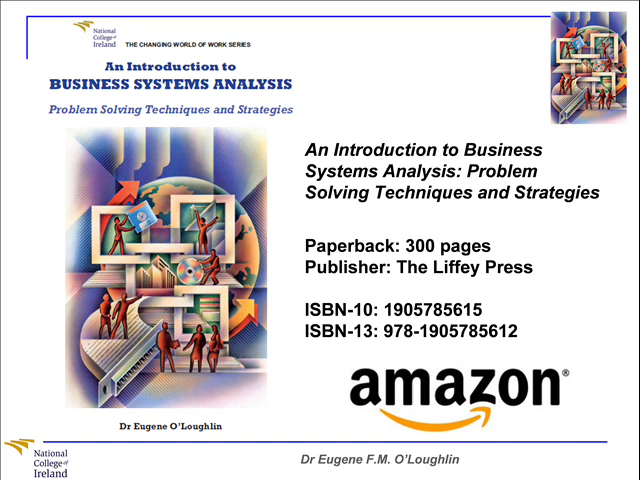 National
College of
Ireland
THE CHANGING WORLD OF WORK SERIES
An Introduction to
BUSINESS SYSTEMS ANALYSIS
Problem Solving Techniques and Strategies
Dr Eugene O'Loughlin
An Introduction to Business
Systems Analysis: Problem
Solving Techniques and Strategies
Paperback: 300 pages
Publisher: The Liffey Press
ISBN-10: 1905785615
ISBN-13: 978-1905785612
amazon®
National
College of
Ireland
Dr Eugene F.M. O'Loughlin